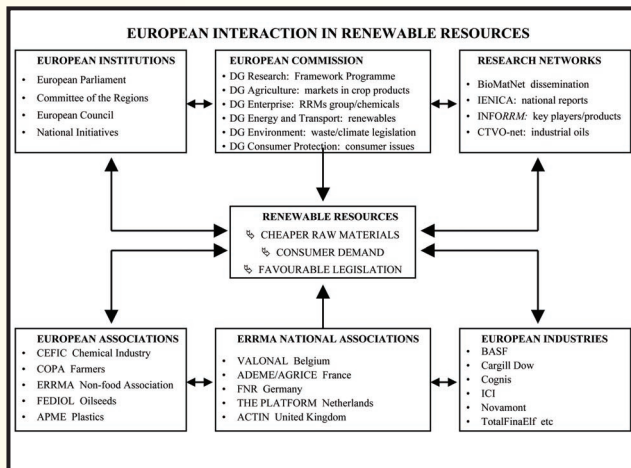 EUROPEAN INTERACTION IN RENEWABLE RESOURCES
EUROPEAN INSTITUTIONS
• European Parliament
• Committee of the Regions
• European Council
• National Initiatives
EUROPEAN COMMISSION
• DG Research: Framework Programme
• DG Agriculture: markets in crop products
• DG Enterprise: RRMs group/chemicals
• DG Energy and Transport: renewables
• DG Environment: waste/climate legislation
• DG Consumer Protection: consumer issues
RESEARCH NETWORKS
• BioMatNet dissemination
• IENICA: national reports
• INFORRM: key players/products
• CTVO-net: industrial oils
RENEWABLE RESOURCES
CHEAPER RAW MATERIALS
CONSUMER DEMAND
FAVOURABLE LEGISLATION
EUROPEAN ASSOCIATIONS
• CEFIC Chemical Industry
• COPA Farmers
• ERRMA Non-food Association
• FEDIOL Oilseeds
• APME Plastics
ERRMA NATIONAL ASSOCIATIONS
• VALONAL Belgium
• ADEME/AGRICE France
• FNR Germany
• THE PLATFORM Netherlands
• ACTIN United Kingdom
EUROPEAN INDUSTRIES
• BASF
• Cargill Dow
• Cognis
• ICI
• Novamont
• TotalFinaElf etc